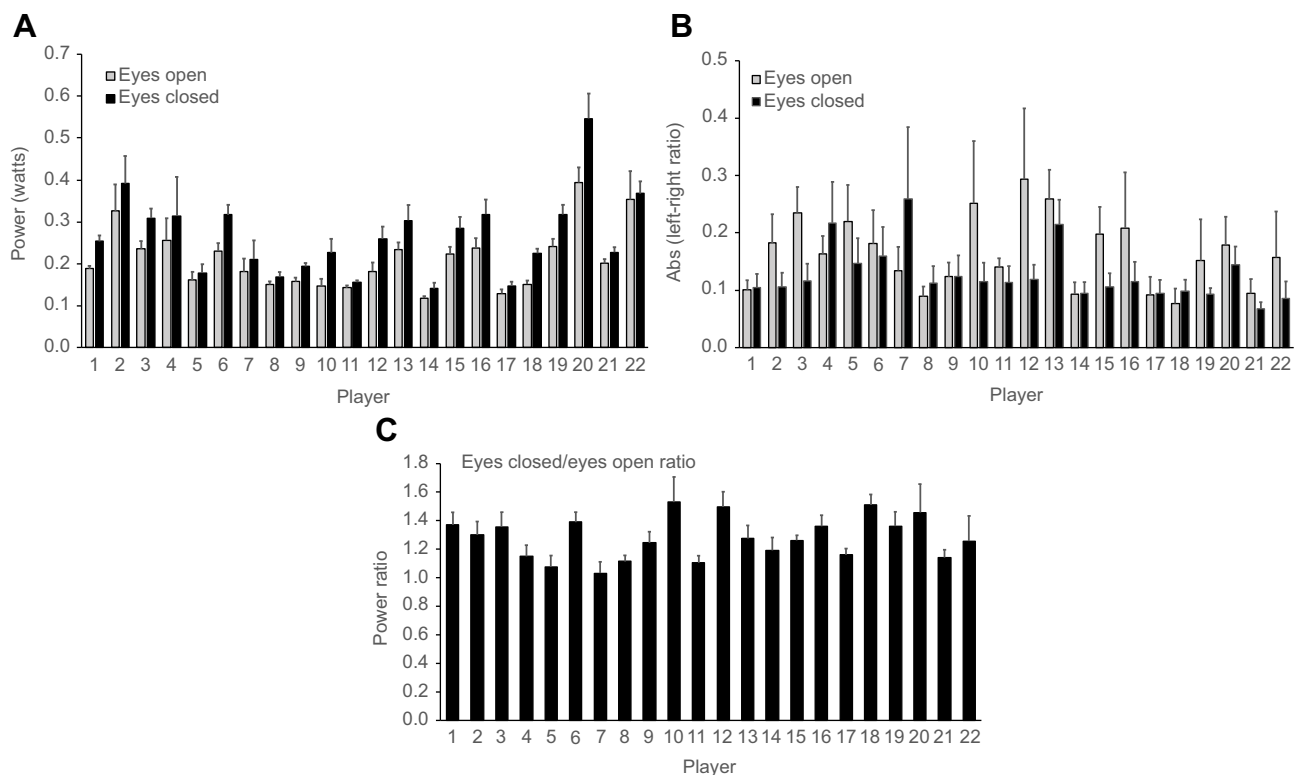 A
Power (watts)
0.7
0.6
0.5
0.4
0.3
0.2
0.1
0.0
Eyes open
Eyes closed
1 2 3 4 5 6 7 8 9 10 11 12 13 14 15 16 17 18 19 20 21 22
Player
B
Abs (left-right ratio)
0.5
0.4
0.3
0.2
0.1
0.0
Eyes open
Eyes closed
1 2 3 4 5 6 7 8 9 10 11 12 13 14 15 16 17 18 19 20 21 22
Player
C
Power ratio
1.8
1.6
1.4
1.2
1.0
0.8
0.6
0.4
0.2
0.0
Eyes closed/eyes open ratio
1 2 3 4 5 6 7 8 9 10 11 12 13 14 15 16 17 18 19 20 21 22
Player